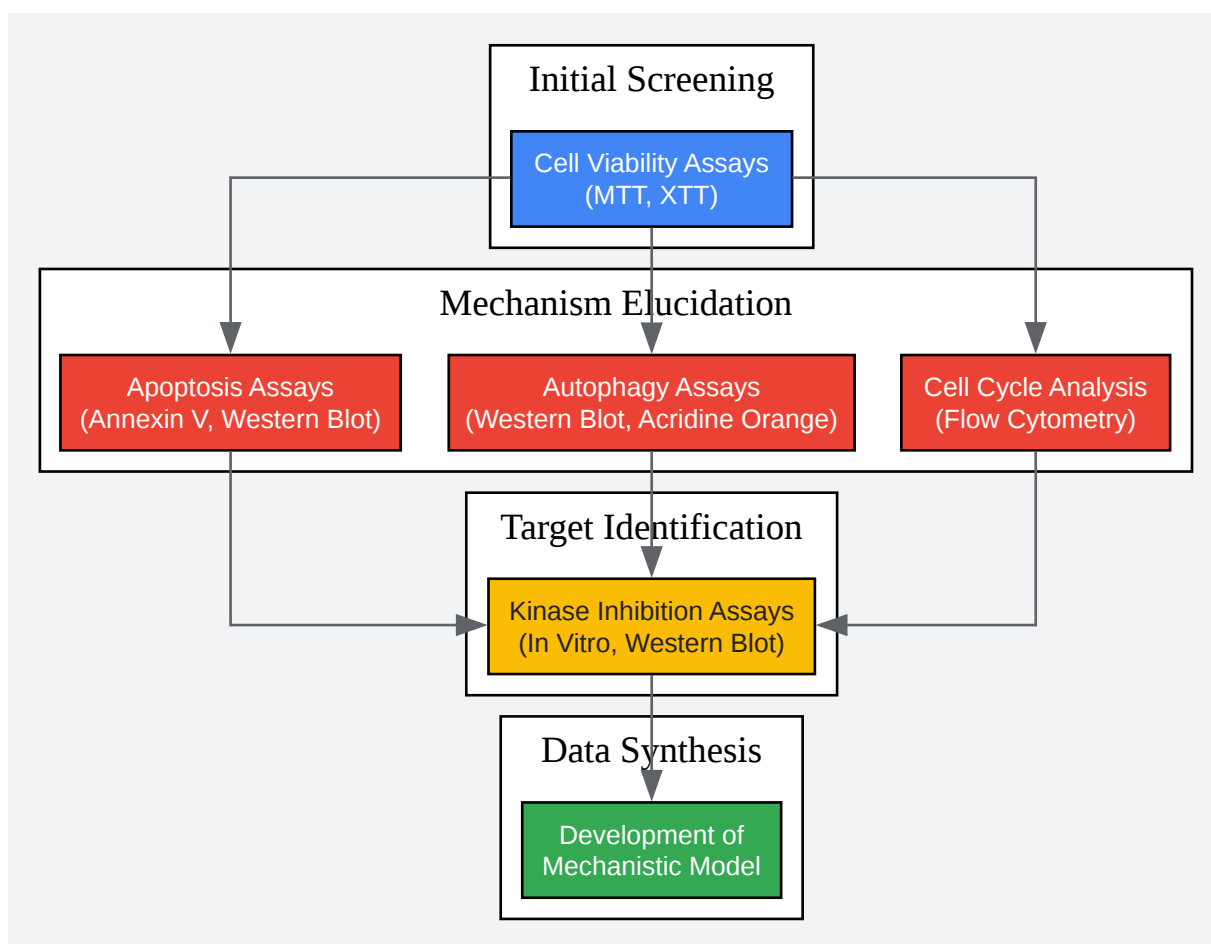 Initial Screening
Cell Viability Assays
(MTT, XTT)
Mechanism Elucidation
Apoptosis Assays
(Annexin V, Western Blot)
Autophagy Assays
(Western Blot, Acridine Orange)
Cell Cycle Analysis
(Flow Cytometry)
Target Identification
Kinase Inhibition Assays
(In Vitro, Western Blot)
Data Synthesis
Development of
Mechanistic Model